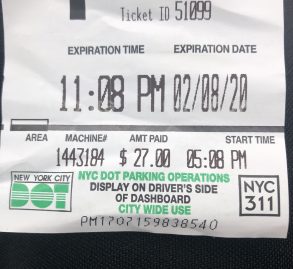 Ticket ID 51099
EXPIRATION TIME EXPIRATION DATE
11:08 PM 02/08/20
AREA MACHINE# AMT PAID START TIME
1443184 $ 27.00 05:08 PM
NEW YORK CITY
DOT
NYC DOT PARKING OPERATIONS
DISPLAY ON DRIVER'S SIDE
OF DASHBOARD
CITY WIDE USE
NYC
311
PM1707159838540